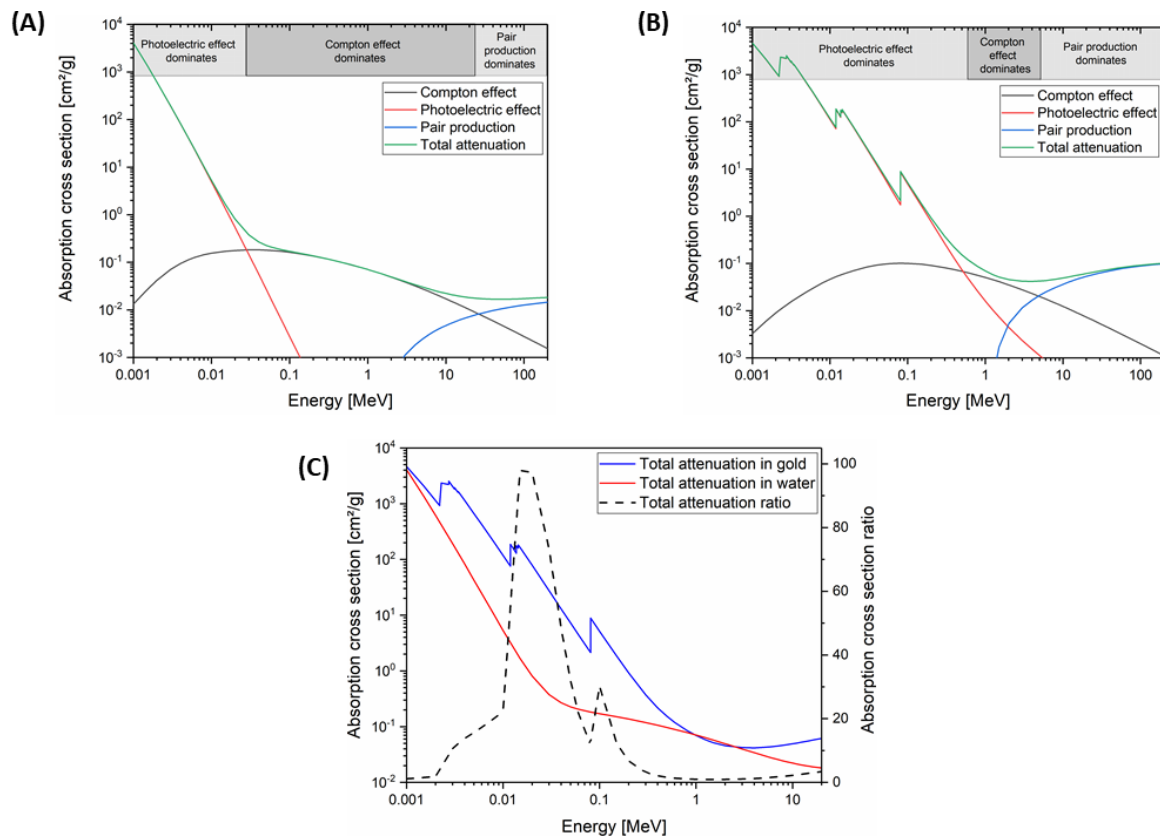 (A)
Photoelectric effect
dominates
Compton effect
dominates
Pair
production
dominates
Compton effect
Photoelectric effect
Pair production
Total attenuation
Absorption cross section [cm²/g]
10⁴
10³
10²
10¹
10⁰
10⁻¹
10⁻²
10⁻³
0.001 0.01 0.1 1 10 100
Energy [MeV]
(B)
Photoelectric effect
dominates
Compton
effect
dominates
Pair production
dominates
Compton effect
Photoelectric effect
Pair production
Total attenuation
Absorption cross section [cm²/g]
10⁴
10³
10²
10¹
10⁰
10⁻¹
10⁻²
10⁻³
0.001 0.01 0.1 1 10 100
Energy [MeV]
(C)
Total attenuation in gold
Total attenuation in water
Total attenuation ratio
Absorption cross section [cm²/g]
10⁴
10³
10²
10¹
10⁰
10⁻¹
10⁻²
100
80
60
40
20
0
Absorption cross section ratio
0.001 0.01 0.1 1 10
Energy [MeV]